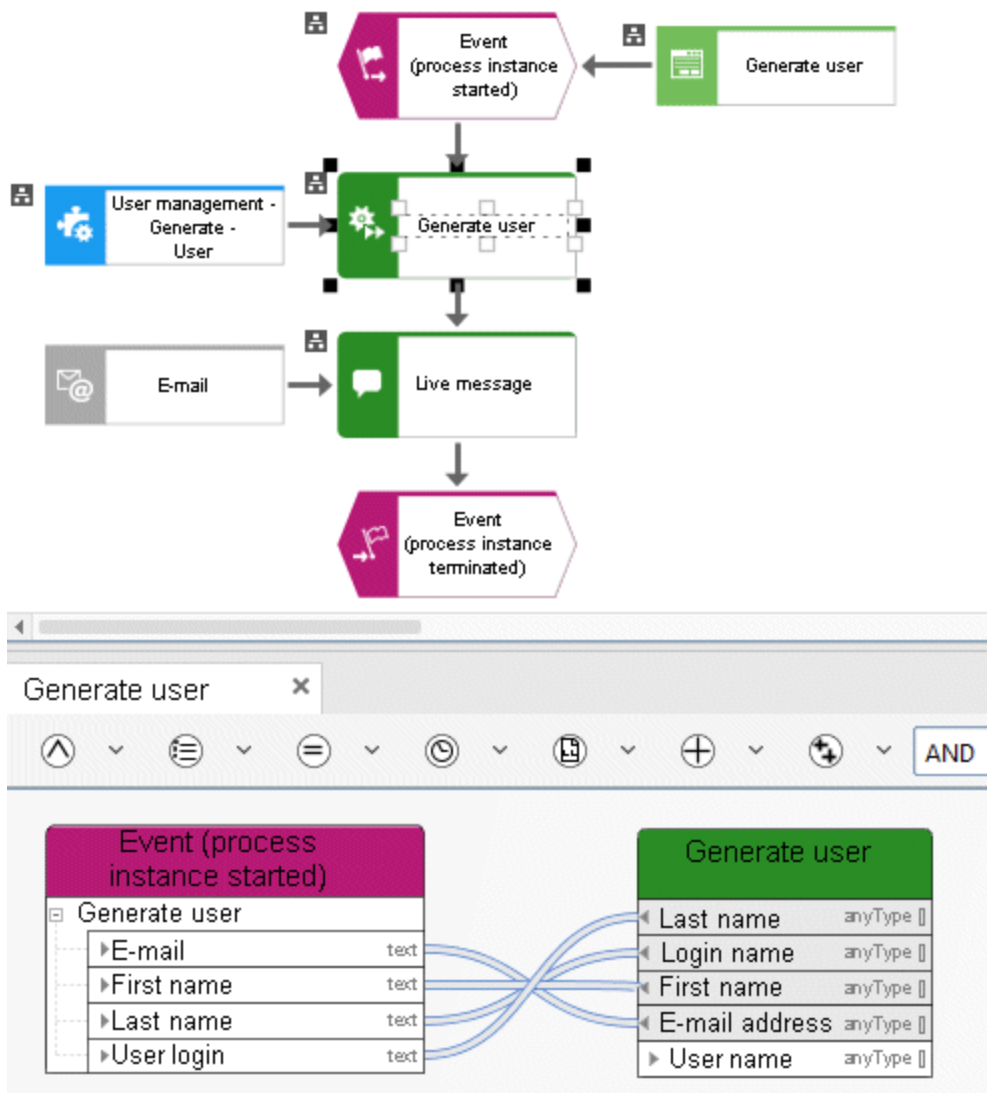 Event
(process instance
started)
Generate user
User management -
Generate -
User
Generate user
E-mail
Live message
Event
(process instance
terminated)
Generate user
AND
Event (process
instance started)
Generate user
E-mail text
First name text
Last name text
User login text
Generate user
Last name anyType []
Login name anyType []
First name anyType []
E-mail address anyType []
User name anyType []